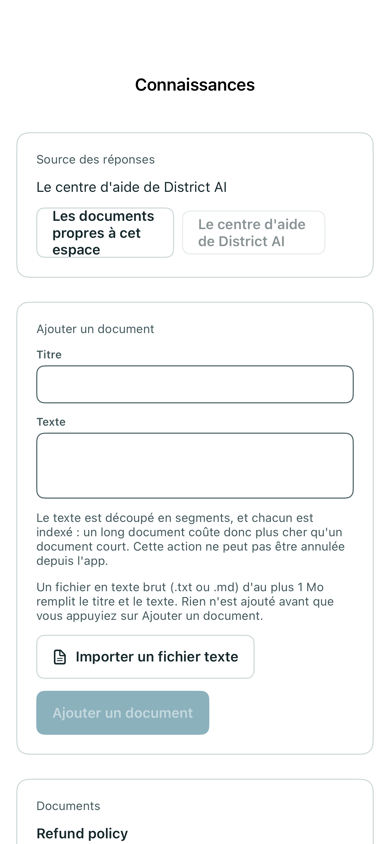 Connaissances
Source des réponses
Le centre d'aide de District AI
Les documents
propres à cet
espace
Le centre d'aide
de District AI
Ajouter un document
Titre
Texte
Le texte est découpé en segments, et chacun est
indexé : un long document coûte donc plus cher qu'un
document court. Cette action ne peut pas être annulée
depuis l'app.
Un fichier en texte brut (.txt ou .md) d'au plus 1 Mo
remplit le titre et le texte. Rien n'est ajouté avant que
vous appuyiez sur Ajouter un document.
Importer un fichier texte
Ajouter un document
Documents
Refund policy